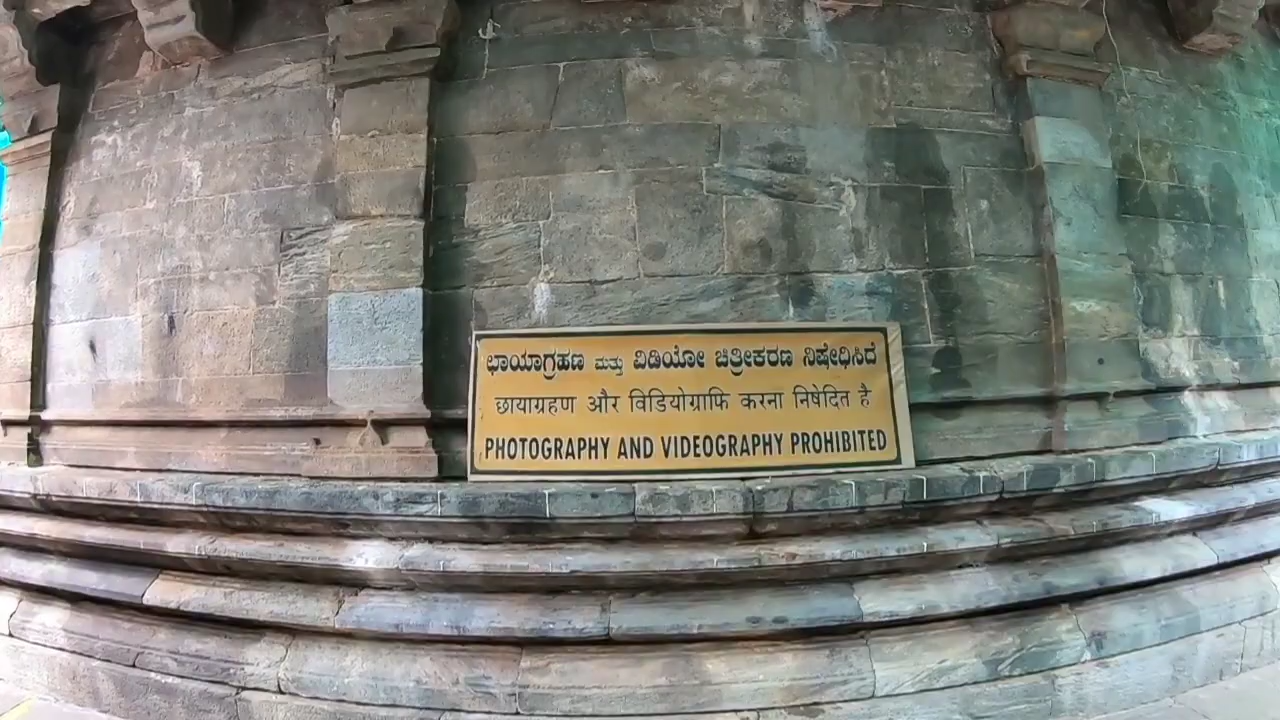 ಛಾಯಾಗ್ರಹಣ ಮತ್ತು ವಿಡಿಯೋ ಚಿತ್ರೀಕರಣ ನಿಷೇಧಿಸಿದೆ
छायाग्रहण और विडियोग्राफि करना निषेदित है
PHOTOGRAPHY AND VIDEOGRAPHY PROHIBITED